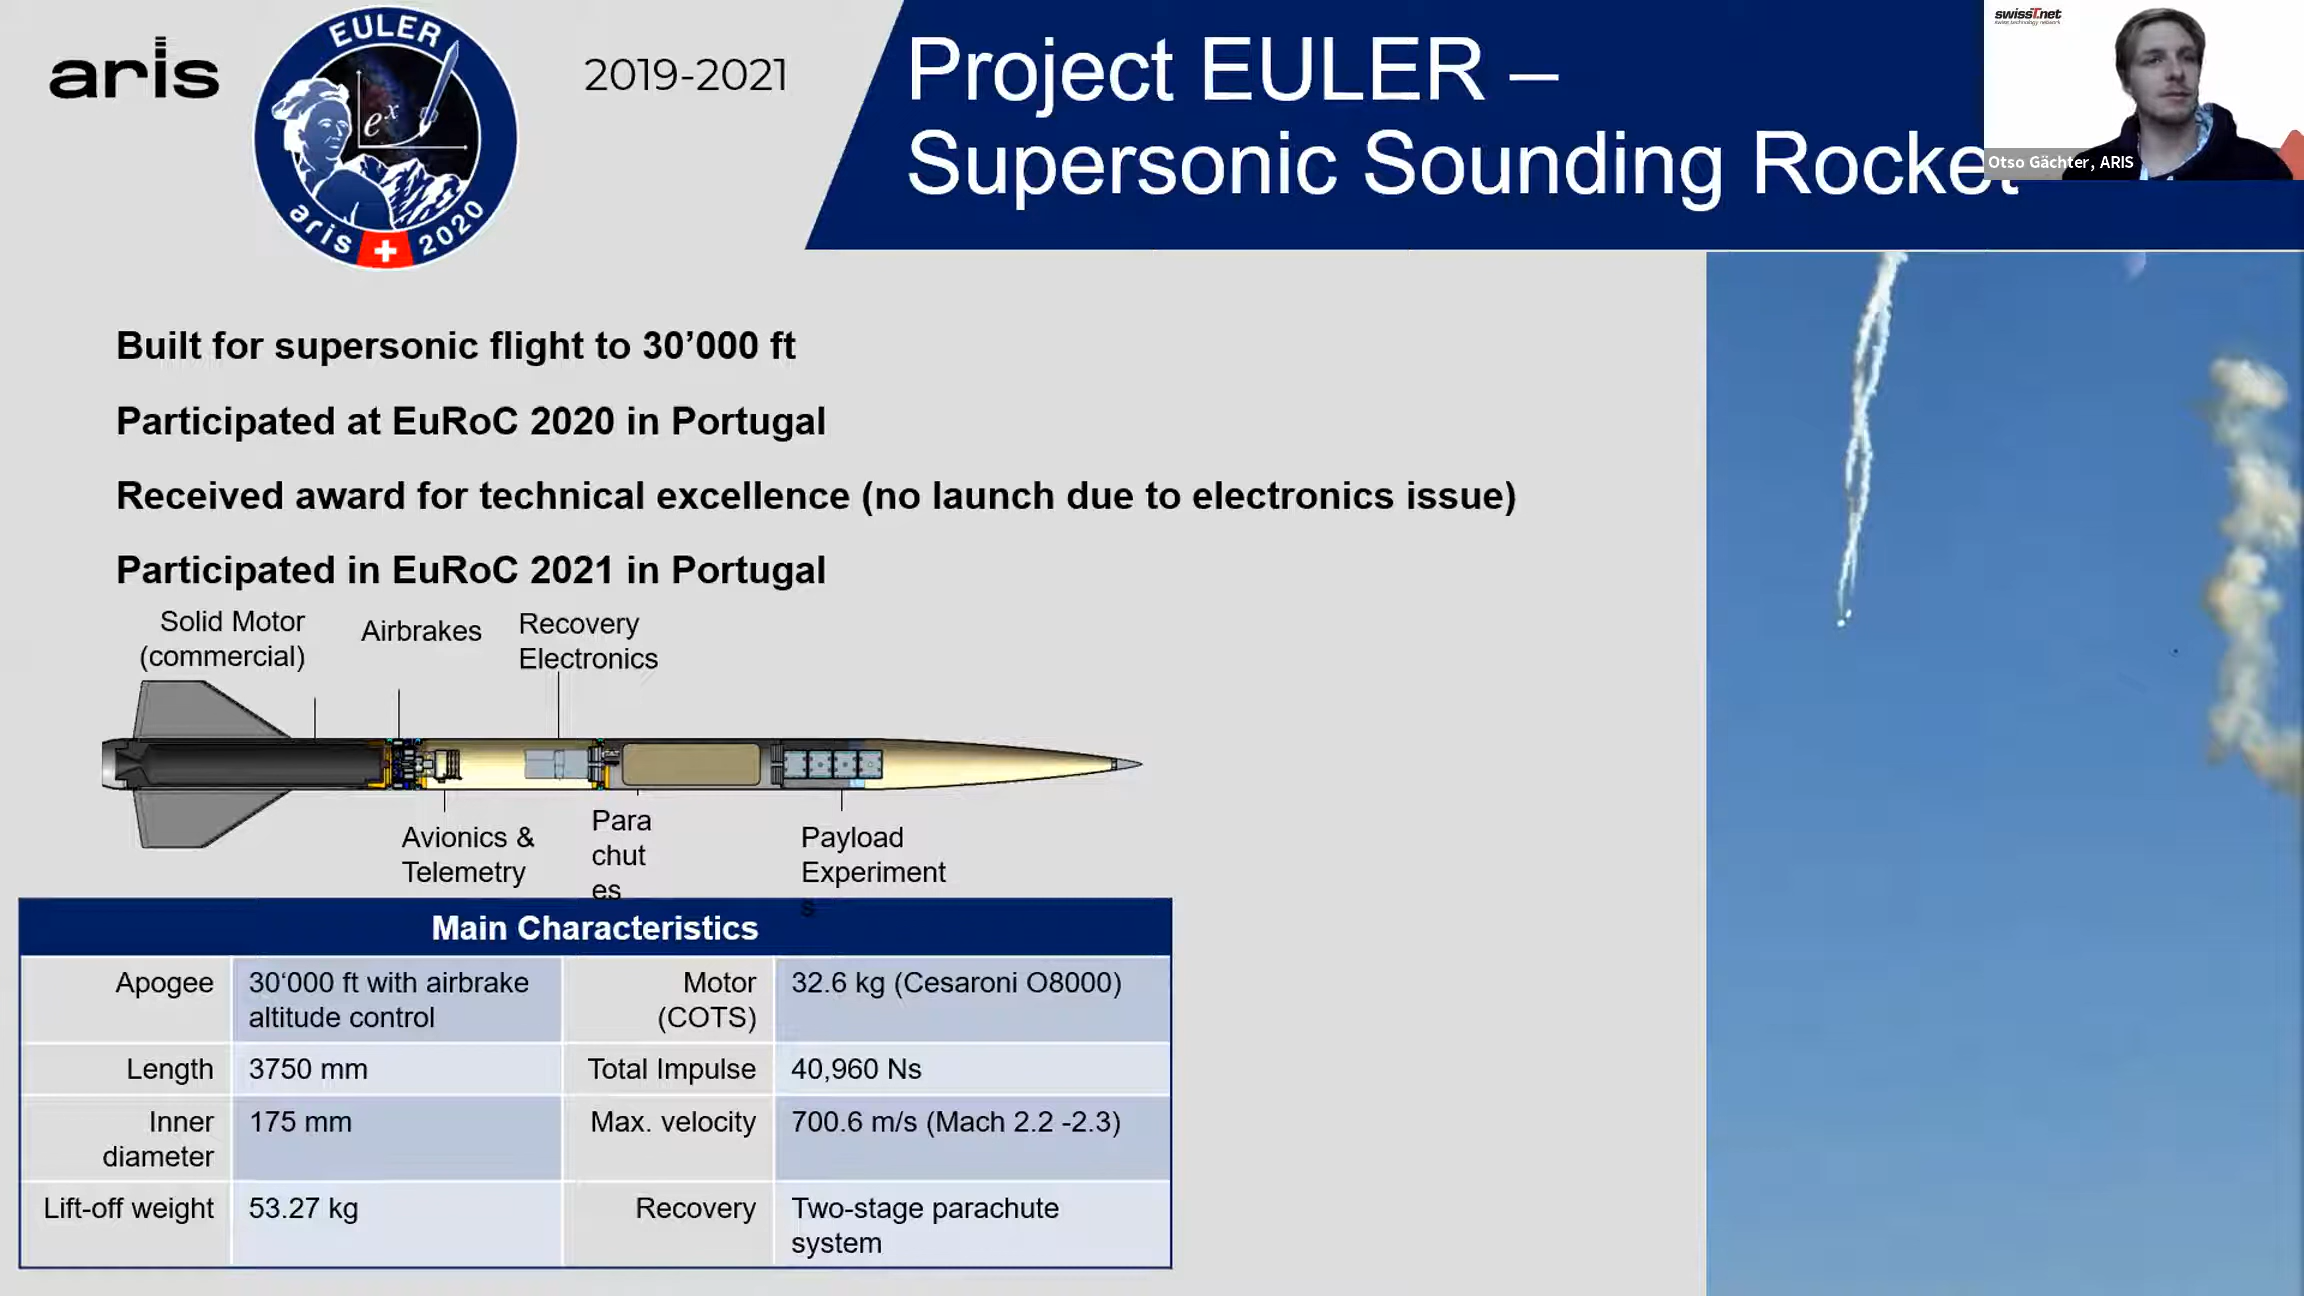 aris
EULER
e^x
aris 2020
2019-2021
Project EULER –
Supersonic Sounding Rocket
swissT.net
Otso Gächter, ARIS
Built for supersonic flight to 30’000 ft
Participated at EuRoC 2020 in Portugal
Received award for technical excellence (no launch due to electronics issue)
Participated in EuRoC 2021 in Portugal
Solid Motor
(commercial)
Airbrakes
Recovery
Electronics
Avionics &
Telemetry
Para
chut
es
Payload
Experiment
s
Main Characteristics
Apogee
30‘000 ft with airbrake
altitude control
Motor
(COTS)
32.6 kg (Cesaroni O8000)
Length
3750 mm
Total Impulse
40,960 Ns
Inner
diameter
175 mm
Max. velocity
700.6 m/s (Mach 2.2 -2.3)
Lift-off weight
53.27 kg
Recovery
Two-stage parachute
system